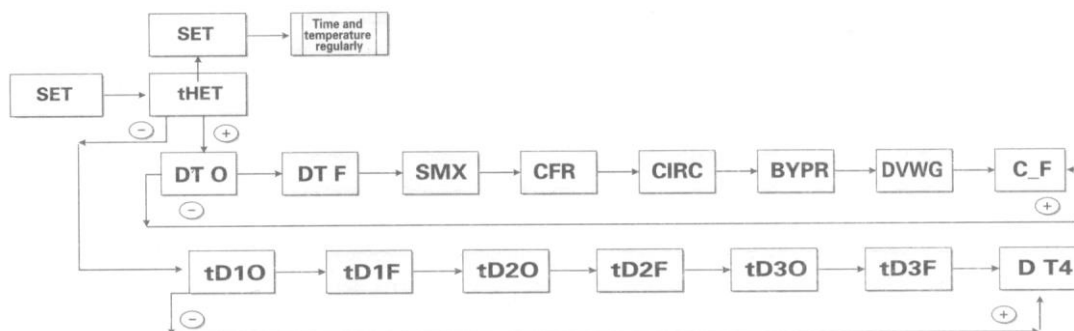 SET
Time and
temperature
regularly
SET
tHET
−
+
DT O
DT F
SMX
CFR
CIRC
BYPR
DVWG
C_F
−
+
tD1O
tD1F
tD2O
tD2F
tD3O
tD3F
D T4
−
+